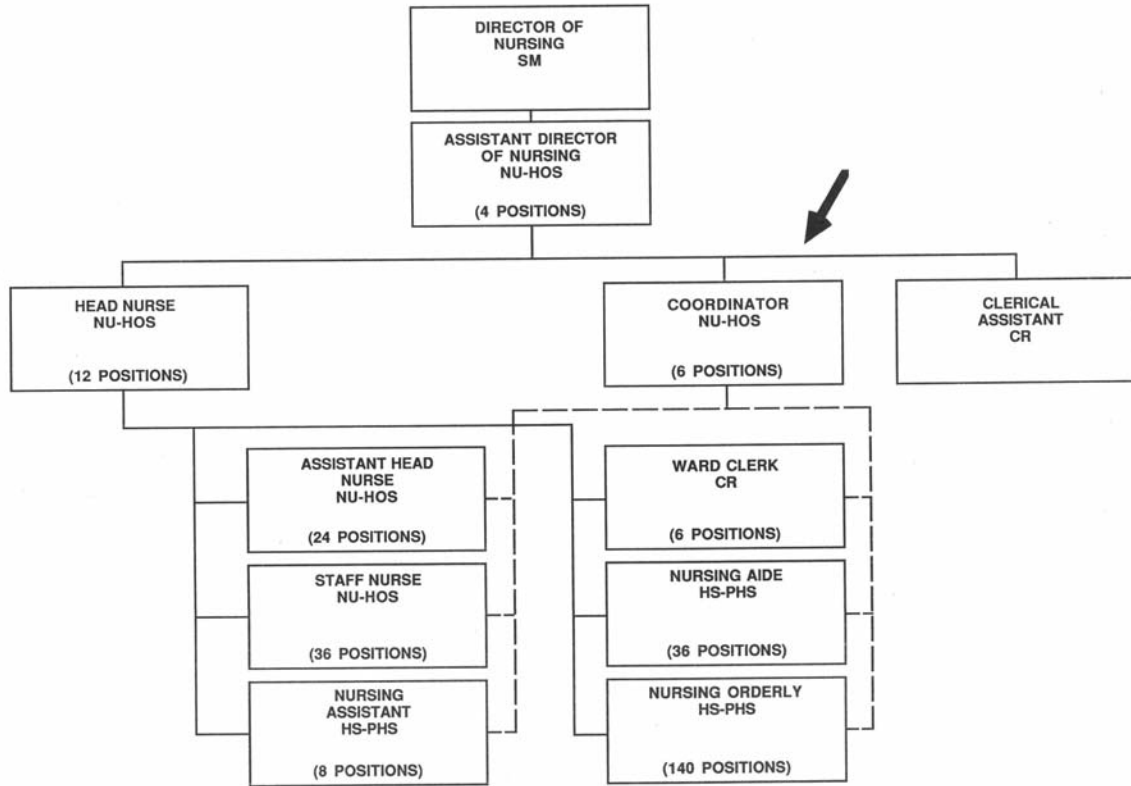 DIRECTOR OF
NURSING
SM
ASSISTANT DIRECTOR
OF NURSING
NU-HOS
(4 POSITIONS)
HEAD NURSE
NU-HOS
(12 POSITIONS)
COORDINATOR
NU-HOS
(6 POSITIONS)
CLERICAL
ASSISTANT
CR
ASSISTANT HEAD
NURSE
NU-HOS
(24 POSITIONS)
WARD CLERK
CR
(6 POSITIONS)
STAFF NURSE
NU-HOS
(36 POSITIONS)
NURSING AIDE
HS-PHS
(36 POSITIONS)
NURSING
ASSISTANT
HS-PHS
(8 POSITIONS)
NURSING ORDERLY
HS-PHS
(140 POSITIONS)